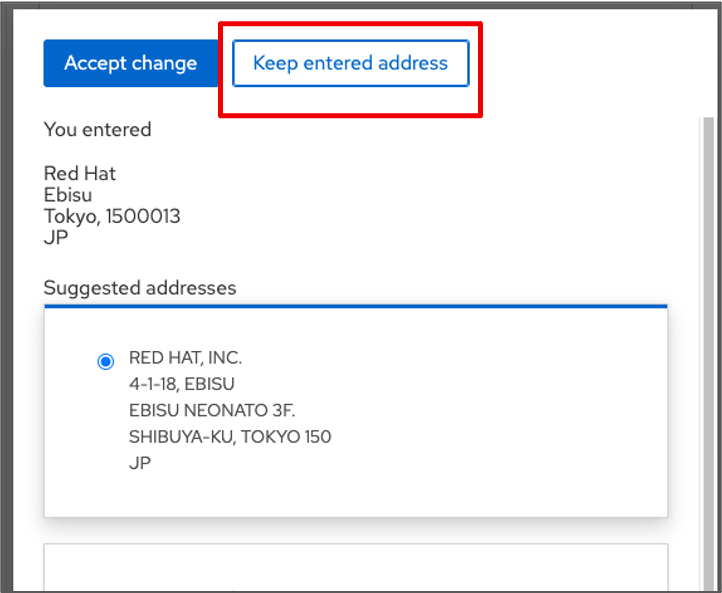 Accept change
Keep entered address
You entered
Red Hat
Ebisu
Tokyo, 1500013
JP
Suggested addresses
RED HAT, INC.
4-1-18, EBISU
EBISU NEONATO 3F.
SHIBUYA-KU, TOKYO 150
JP